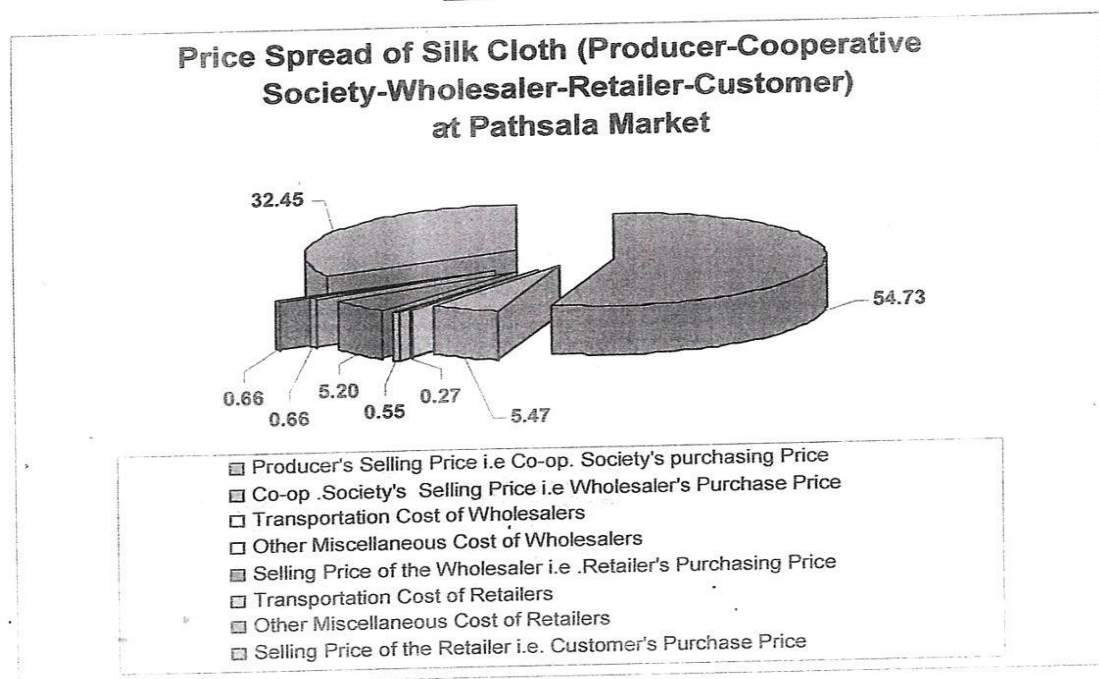 Price Spread of Silk Cloth (Producer-Cooperative
Society-Wholesaler-Retailer-Customer)
at Pathsala Market
32.45
54.73
0.66
0.66
5.20
0.55
0.27
5.47
Producer's Selling Price i.e Co-op. Society's purchasing Price
Co-op .Society's Selling Price i.e Wholesaler's Purchase Price
Transportation Cost of Wholesalers
Other Miscellaneous Cost of Wholesalers
Selling Price of the Wholesaler i.e .Retailer's Purchasing Price
Transportation Cost of Retailers
Other Miscellaneous Cost of Retailers
Selling Price of the Retailer i.e. Customer's Purchase Price